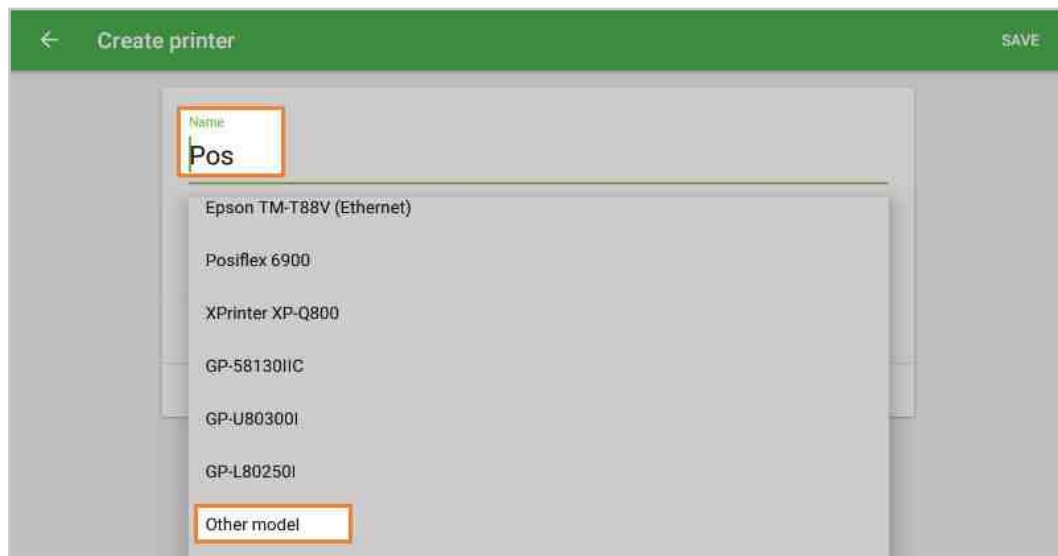 Create printer
SAVE
Name
Pos
Epson TM-T88V (Ethernet)
Posiflex 6900
XPrinter XP-Q800
GP-58130IIC
GP-U80300I
GP-L80250I
Other model